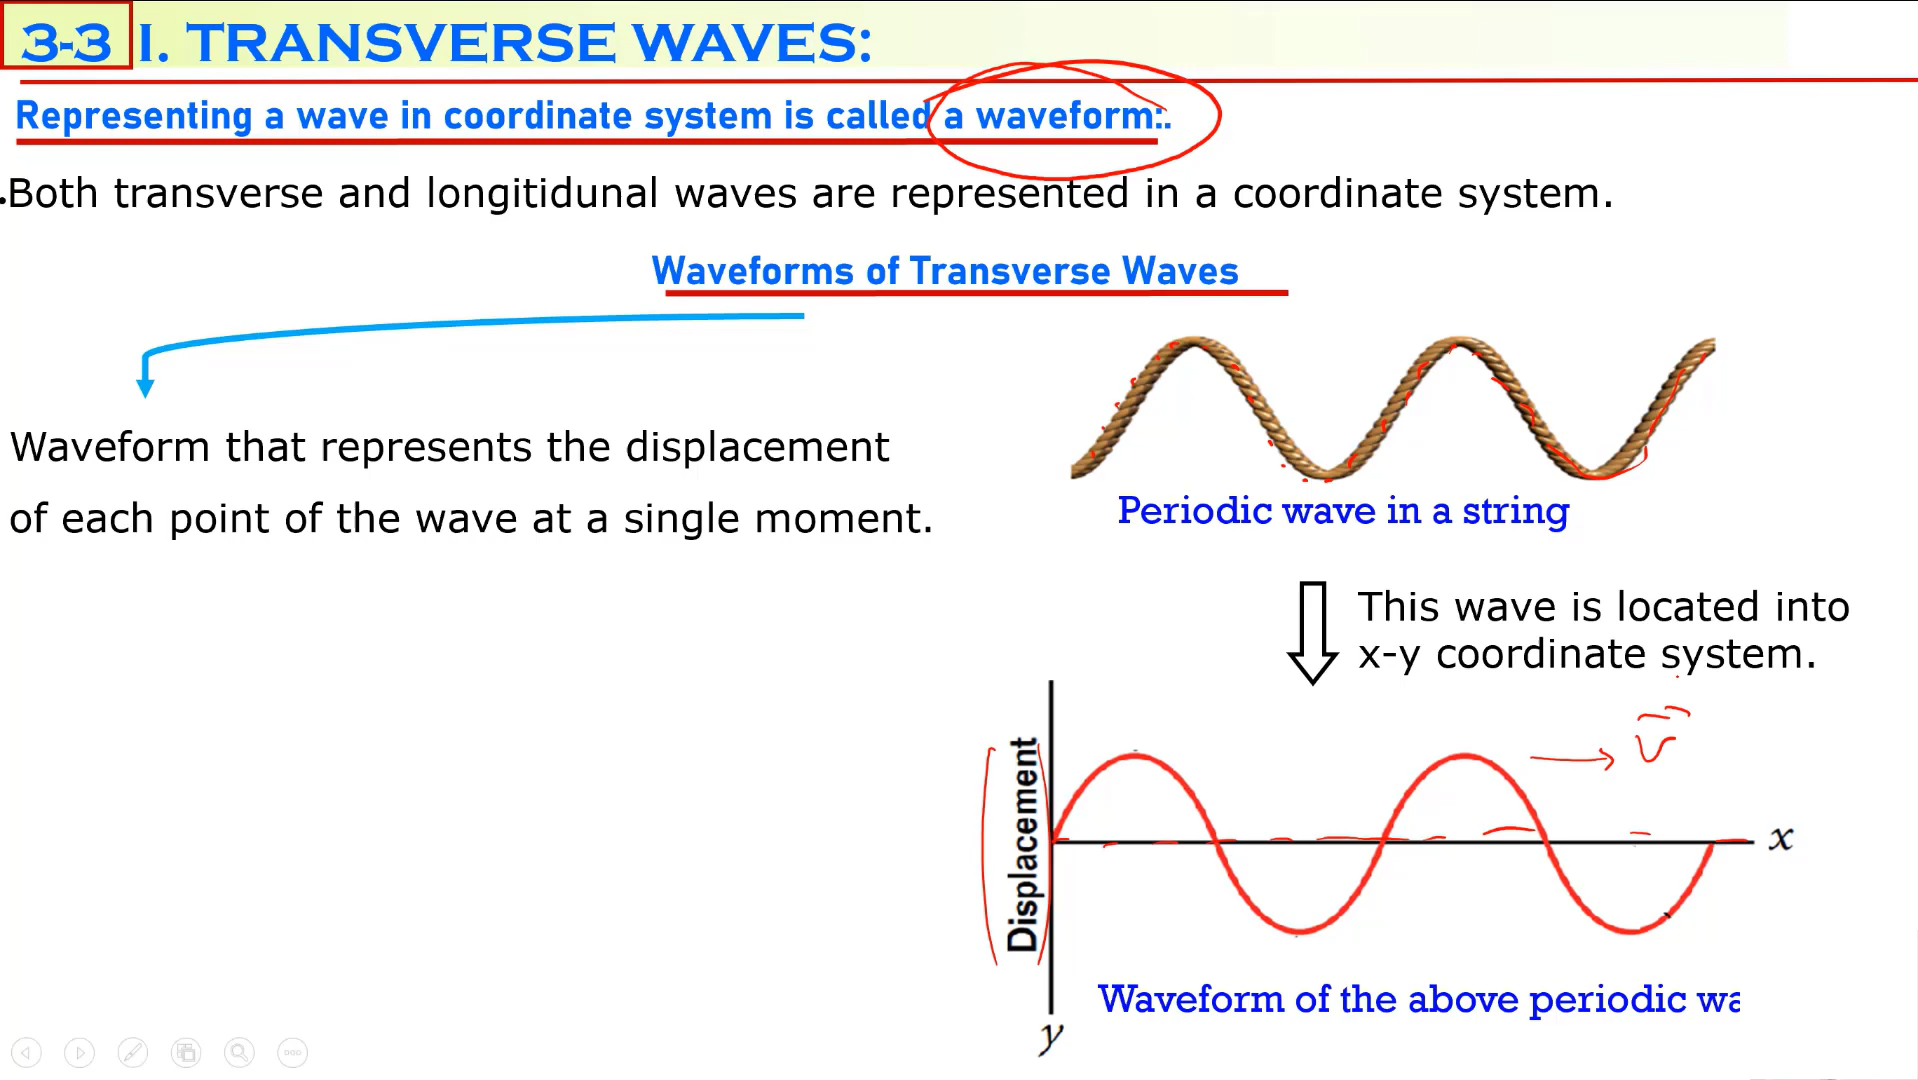 3-3 I. TRANSVERSE WAVES:
Representing a wave in coordinate system is called a waveform:.
.Both transverse and longitidunal waves are represented in a coordinate system.
Waveforms of Transverse Waves
Waveform that represents the displacement
of each point of the wave at a single moment.
Periodic wave in a string
This wave is located into
x-y coordinate system.
v
Displacement
x
Waveform of the above periodic wa
y